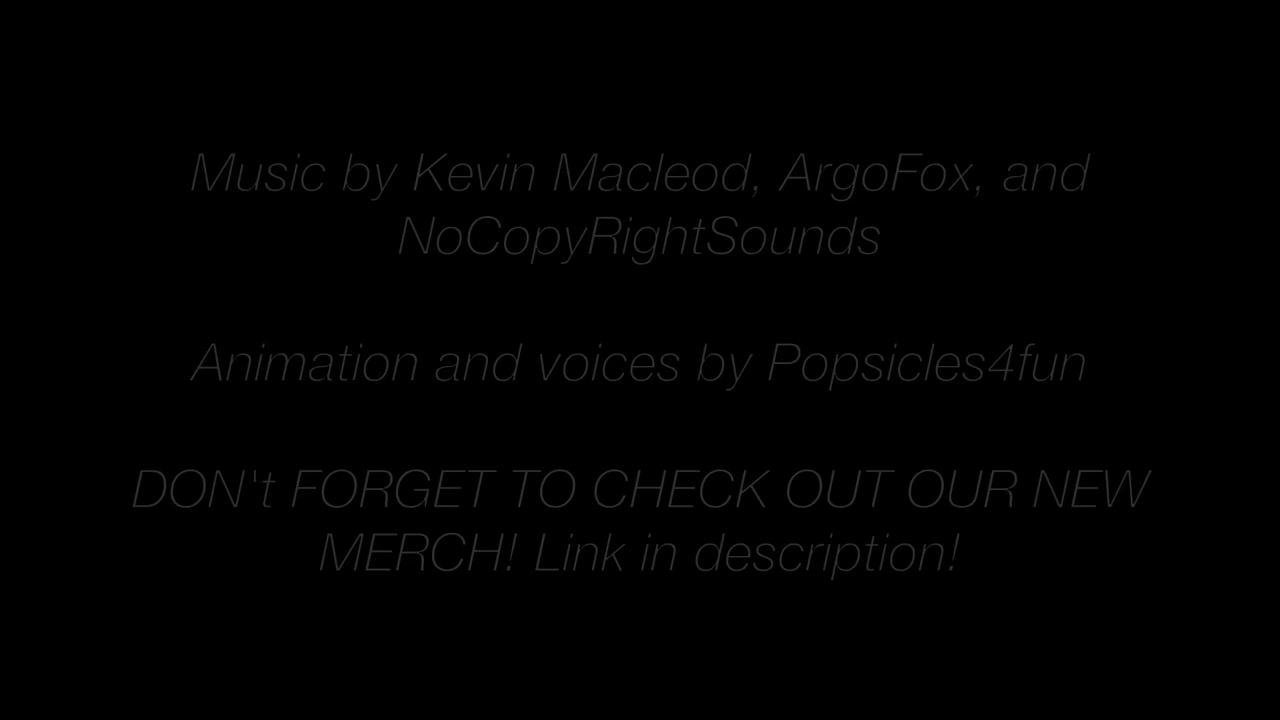 Music by Kevin Macleod, ArgoFox, and
NoCopyRightSounds
Animation and voices by Popsicles4fun
DON't FORGET TO CHECK OUT OUR NEW
MERCH! Link in description!